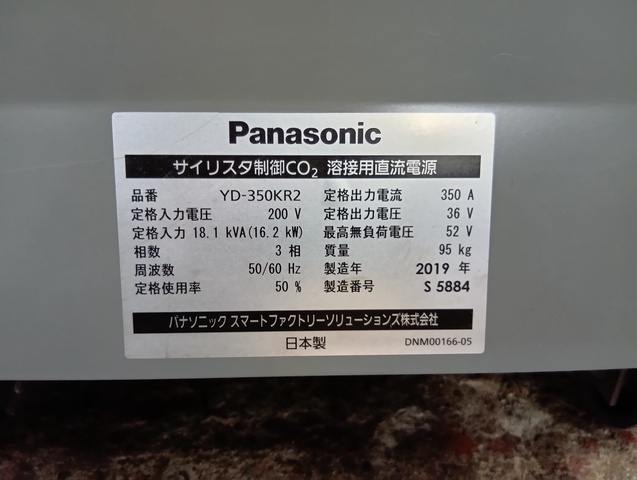 Panasonic
サイリスタ制御CO₂ 溶接用直流電源
品番 YD-350KR2 定格出力電流 350 A
定格入力電圧 200 V 定格出力電圧 36 V
定格入力 18.1 kVA(16.2 kW) 最高無負荷電圧 52 V
相数 3 相 質量 95 kg
周波数 50/60 Hz 製造年 2019 年
定格使用率 50 % 製造番号 S 5884
パナソニック スマートファクトリーソリューションズ株式会社
日本製 DNM00166-05